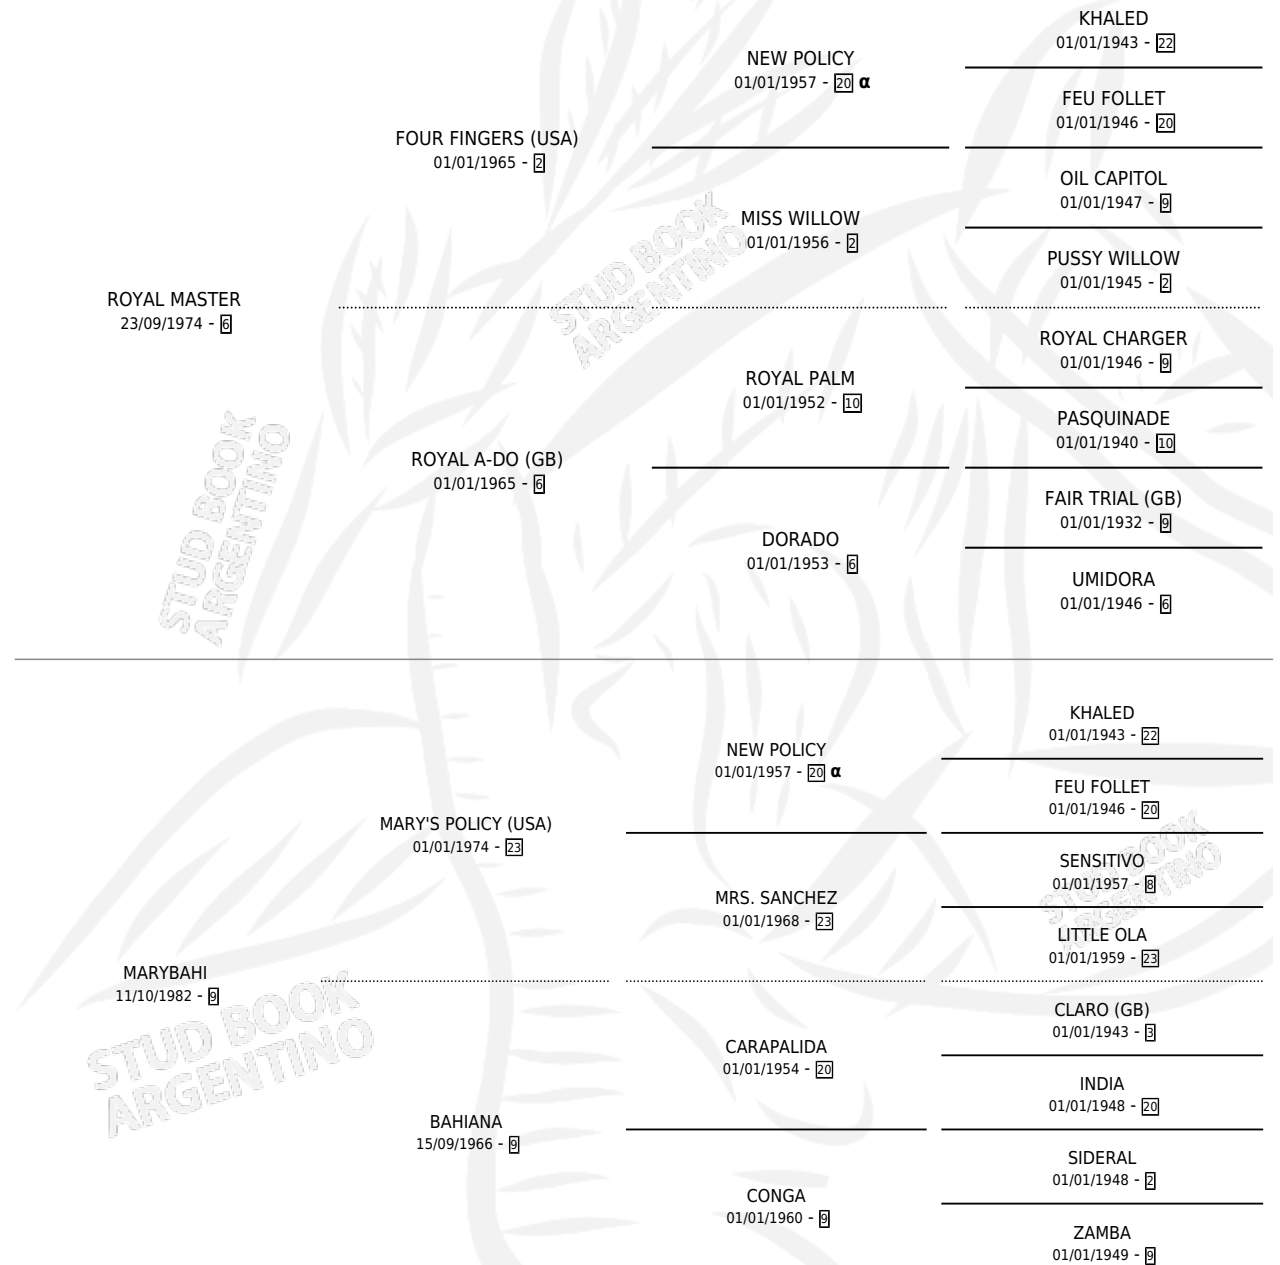 KHALED
01/01/1943 - 22
NEW POLICY
01/01/1957 - 20 α
FEU FOLLET
01/01/1946 - 20
FOUR FINGERS (USA)
01/01/1965 - 2
OIL CAPITOL
01/01/1947 - 9
MISS WILLOW
01/01/1956 - 2
PUSSY WILLOW
01/01/1945 - 2
ROYAL MASTER
23/09/1974 - 6
ROYAL CHARGER
01/01/1946 - 9
ROYAL PALM
01/01/1952 - 10
PASQUINADE
01/01/1940 - 10
ROYAL A-DO (GB)
01/01/1965 - 6
FAIR TRIAL (GB)
01/01/1932 - 9
DORADO
01/01/1953 - 6
UMIDORA
01/01/1946 - 6
STUD BOOK
ARGENTINO
STUD BOOK
ARGENTINO
KHALED
01/01/1943 - 22
NEW POLICY
01/01/1957 - 20 α
FEU FOLLET
01/01/1946 - 20
MARY'S POLICY (USA)
01/01/1974 - 23
SENSITIVO
01/01/1957 - 8
MRS. SANCHEZ
01/01/1968 - 23
LITTLE OLA
01/01/1959 - 23
MARYBAHI
11/10/1982 - 9
CLARO (GB)
01/01/1943 - 3
CARAPALIDA
01/01/1954 - 20
INDIA
01/01/1948 - 20
BAHIANA
15/09/1966 - 9
SIDERAL
01/01/1948 - 2
CONGA
01/01/1960 - 9
ZAMBA
01/01/1949 - 9
STUD BOOK
ARGENTINO
STUD BOOK
ARGENTINO